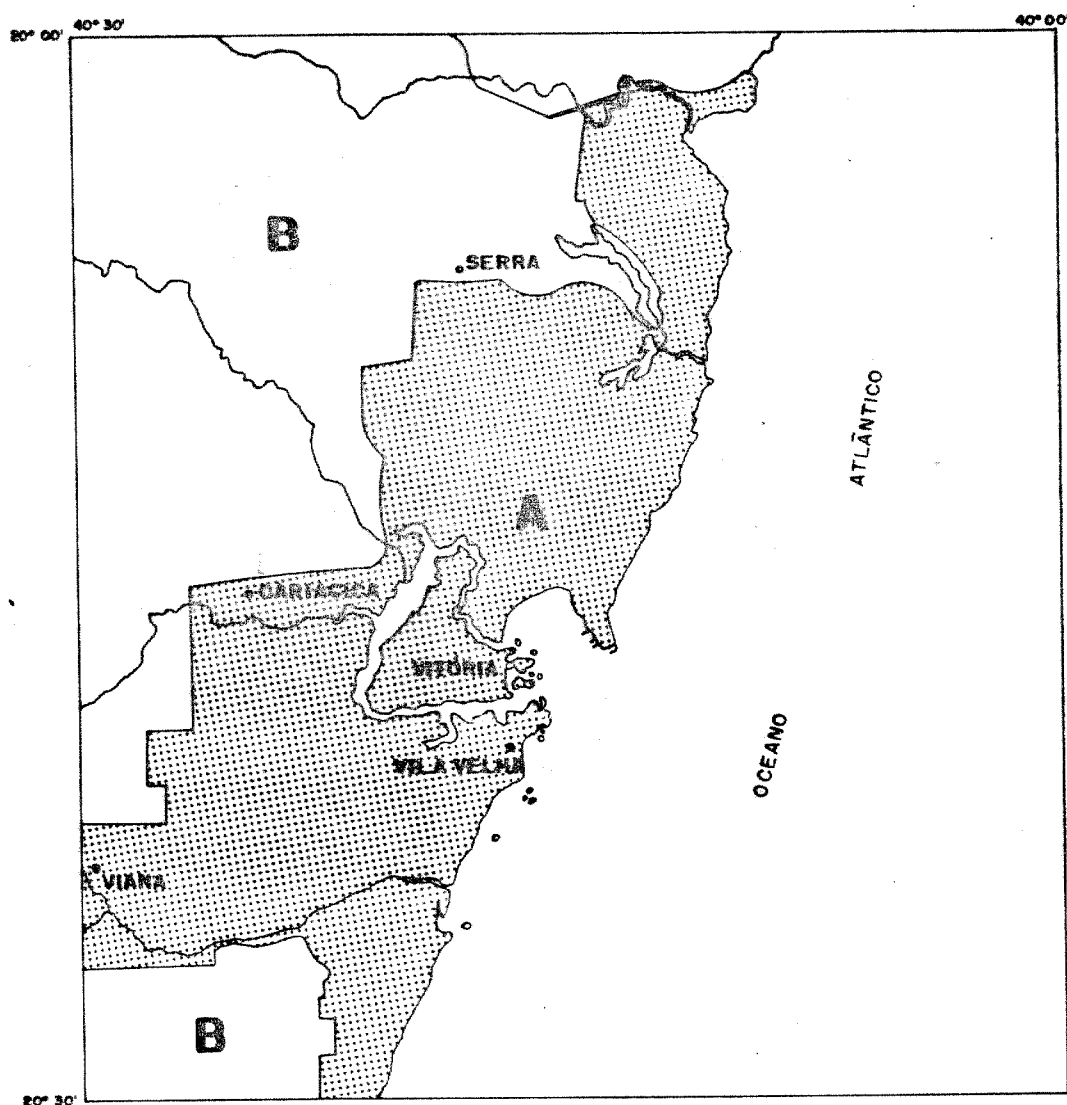 40° 30'
40° 00'
20° 00'
B
SERRA
ATLÂNTICO
A
CARIACICA
VITÓRIA
OCEANO
VILA VELHA
VIANA
B
20° 30'